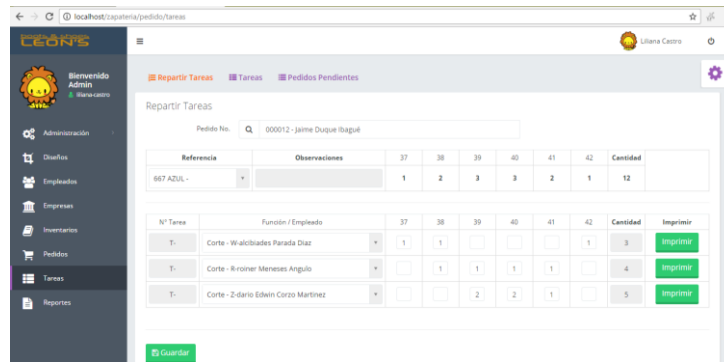 localhost/zapateria/pedido/tareas
LEON'S
Liliana Castro
Bienvenido
Admin
liliana-castro
Repartir Tareas Tareas Pedidos Pendientes
Repartir Tareas
Pedido No. 000012 - Jaime Duque Ibagué
Administración
Diseños
Empleados
Empresas
Inventarios
Pedidos
Tareas
Reportes
Referencia Observaciones 37 38 39 40 41 42 Cantidad
667 AZUL - 1 2 3 3 2 1 12
N° Tarea Función / Empleado 37 38 39 40 41 42 Cantidad Imprimir
T- Corte - W-alcibiades Parada Diaz 1 1 1 3 Imprimir
T- Corte - R-roiner Meneses Angulo 1 1 1 1 4 Imprimir
T- Corte - Z-dario Edwin Corzo Martinez 2 2 1 5 Imprimir
Guardar